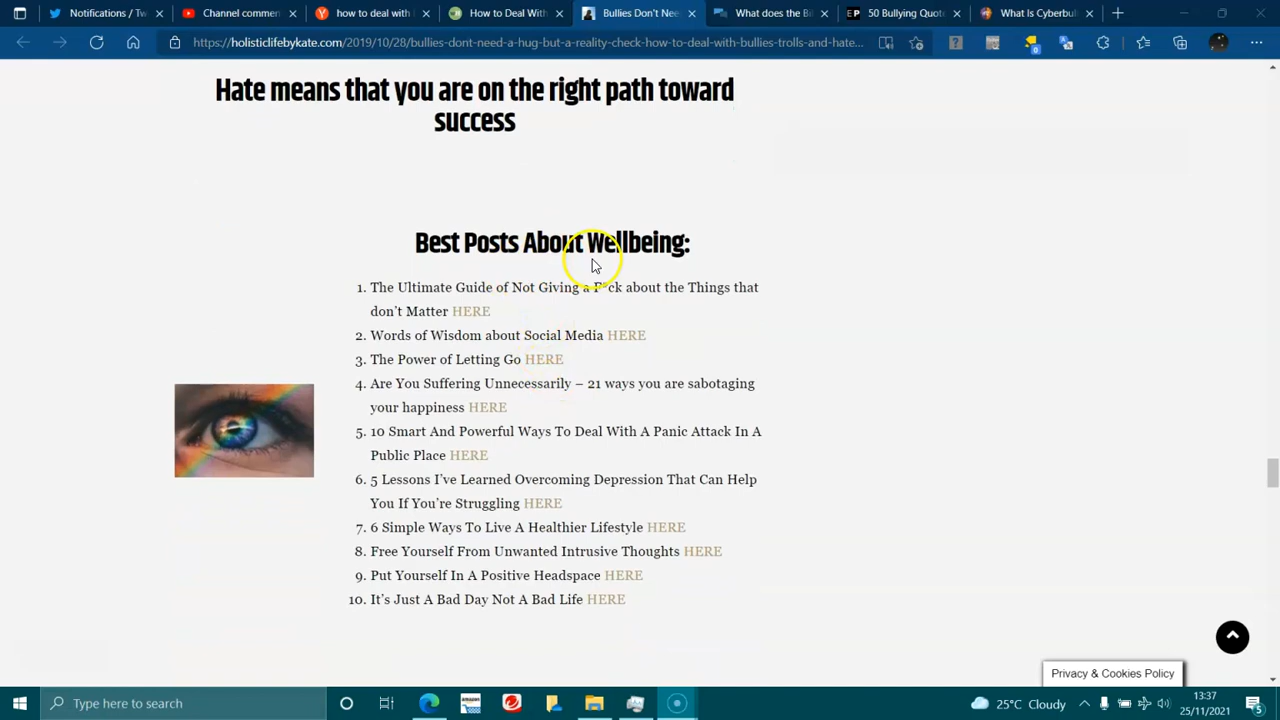 Notifications / Tw
Channel commen
how to deal with
How to Deal With
Bullies Don't Nee
What does the Bi
50 Bullying Quot
What Is Cyberbul
https://holisticlifebykate.com/2019/10/28/bullies-dont-need-a-hug-but-a-reality-check-how-to-deal-with-bullies-trolls-and-hate...
Hate means that you are on the right path toward
success
Best Posts About Wellbeing:
1. The Ultimate Guide of Not Giving a F*ck about the Things that
don't Matter HERE
2. Words of Wisdom about Social Media HERE
3. The Power of Letting Go HERE
4. Are You Suffering Unnecessarily – 21 ways you are sabotaging
your happiness HERE
5. 10 Smart And Powerful Ways To Deal With A Panic Attack In A
Public Place HERE
6. 5 Lessons I've Learned Overcoming Depression That Can Help
You If You're Struggling HERE
7. 6 Simple Ways To Live A Healthier Lifestyle HERE
8. Free Yourself From Unwanted Intrusive Thoughts HERE
9. Put Yourself In A Positive Headspace HERE
10. It's Just A Bad Day Not A Bad Life HERE
Privacy & Cookies Policy
Type here to search
25°C Cloudy
13:37
25/11/2021